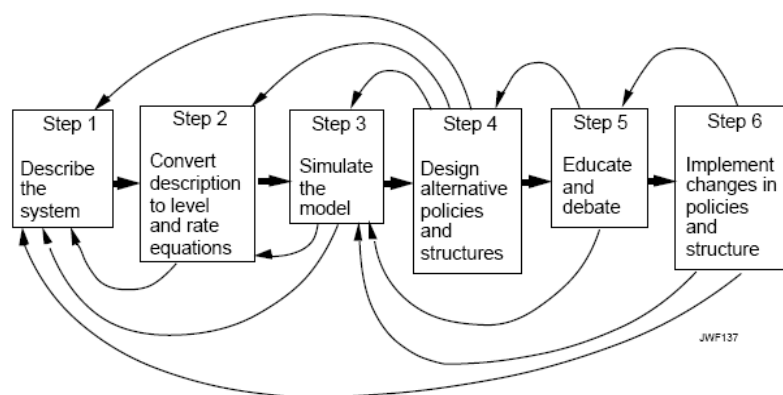 Step 1
Describe
the
system
Step 2
Convert
description
to level
and rate
equations
Step 3
Simulate
the
model
Step 4
Design
alternative
policies
and
structures
Step 5
Educate
and
debate
Step 6
Implement
changes in
policies
and
structure
JWF137